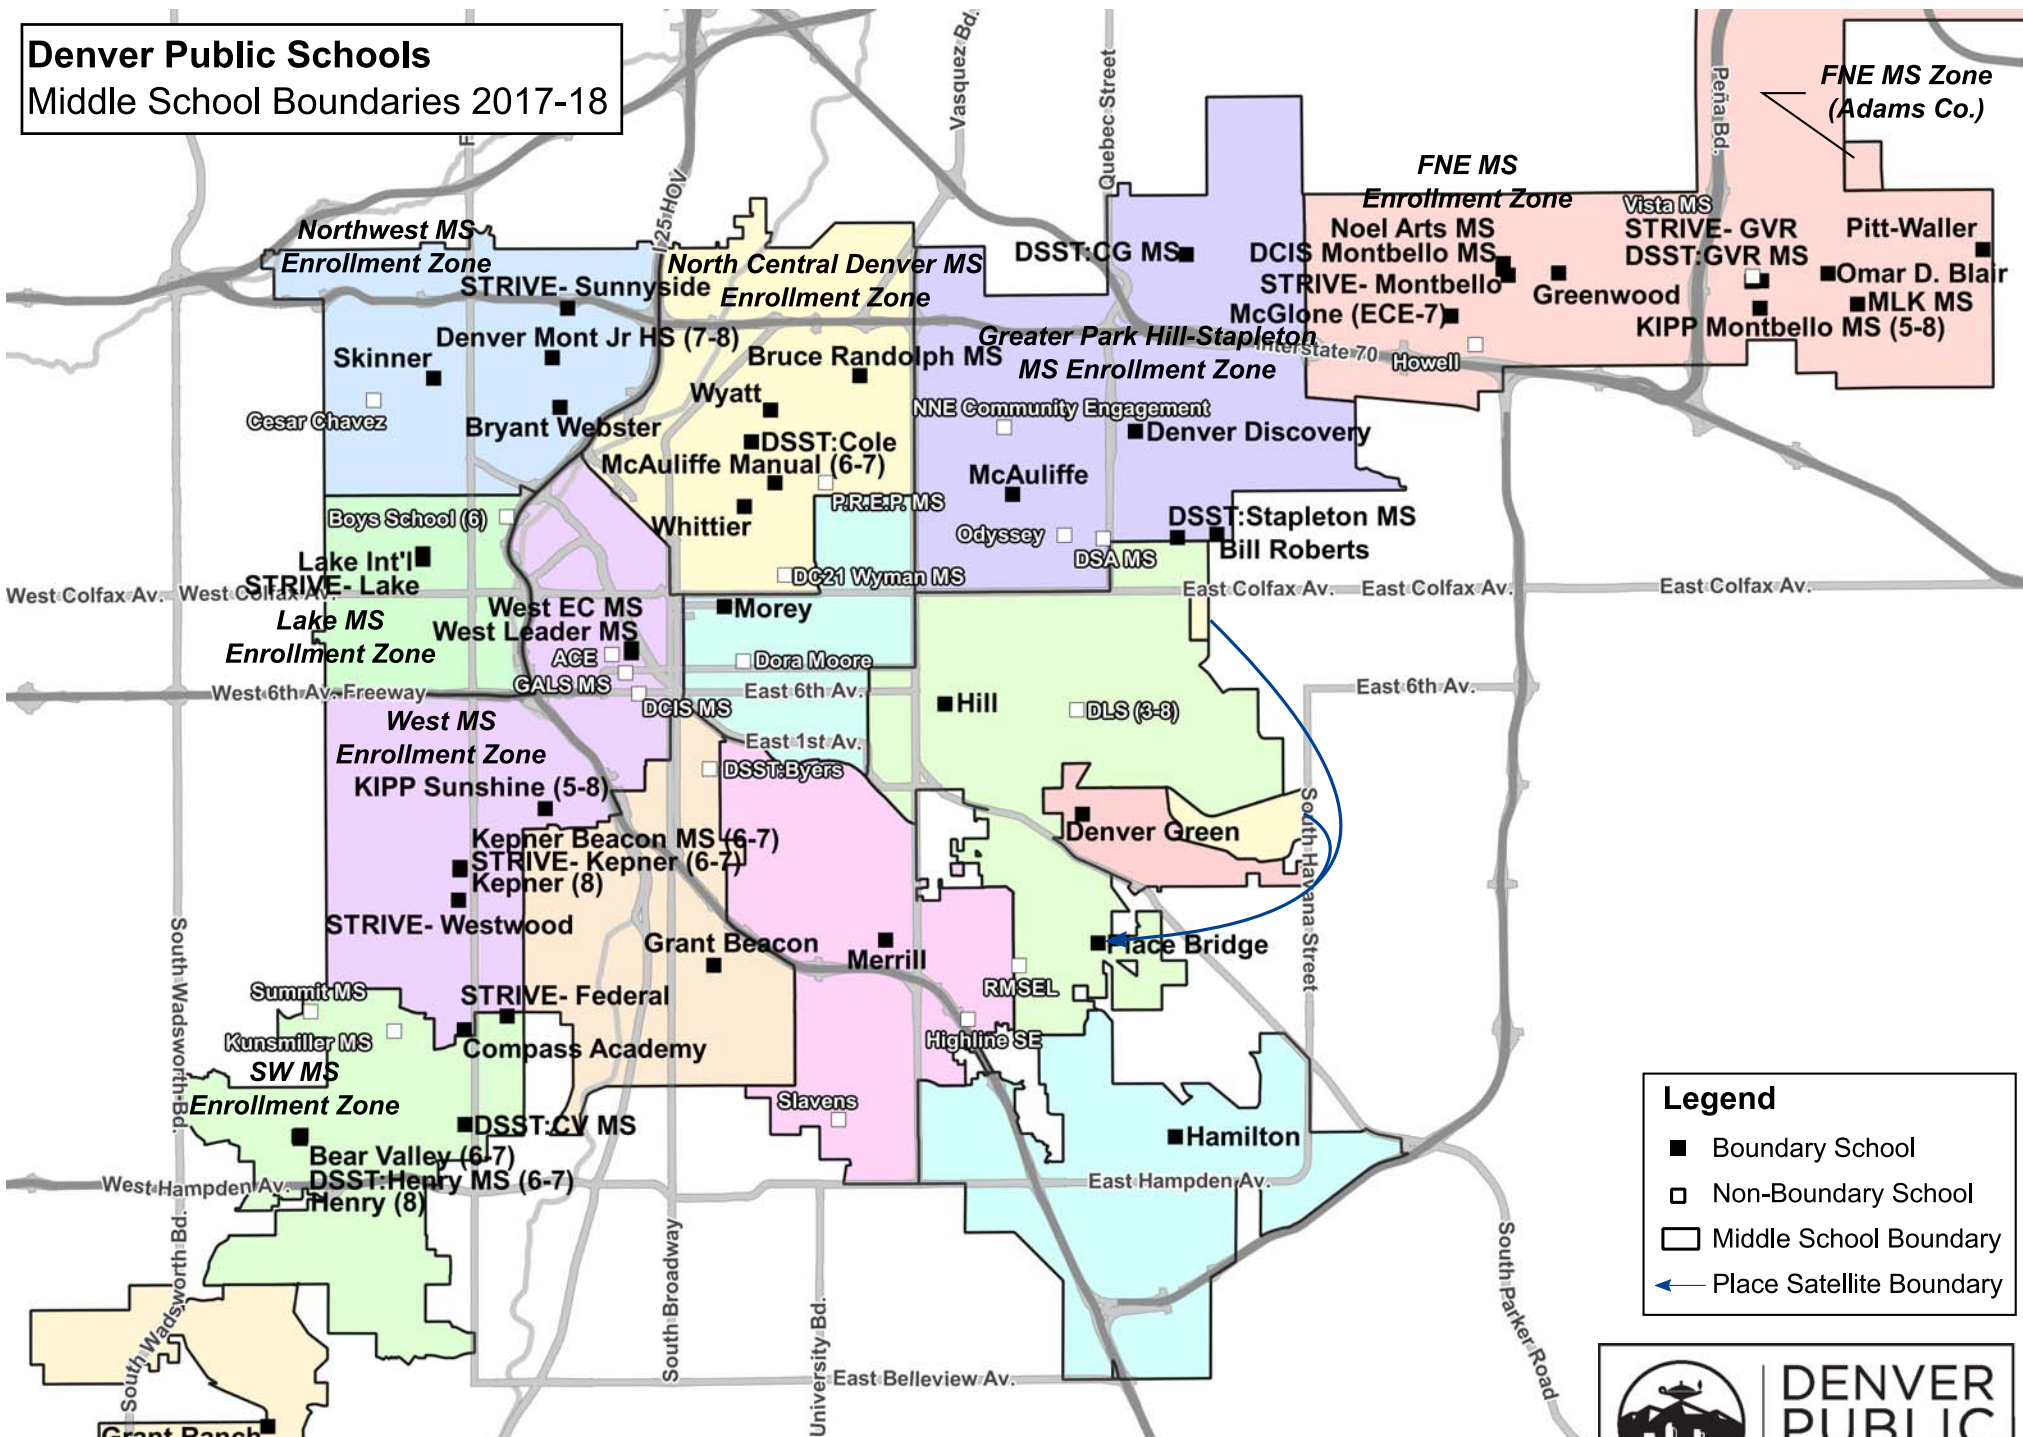 Denver Public Schools
Middle School Boundaries 2017-18
Vasquez Bd.
Quebec Street
Peña Bd.
FNE MS Zone
(Adams Co.)
I 25 HOV
F
FNE MS
Enrollment Zone
Vista MS
Northwest MS
Enrollment Zone
Noel Arts MS
STRIVE- GVR
Pitt-Waller
DSST:CG MS
DCIS Montbello MS
DSST:GVR MS
North Central Denver MS
Enrollment Zone
STRIVE- Sunnyside
STRIVE- Montbello
Greenwood
Omar D. Blair
MLK MS
McGlone (ECE-7)
KIPP Montbello MS (5-8)
Denver Mont Jr HS (7-8)
Greater Park Hill-Stapleton
MS Enrollment Zone
Interstate 70
Howell
Skinner
Bruce Randolph MS
Wyatt
Cesar Chavez
Bryant Webster
NNE Community Engagement
Denver Discovery
DSST:Cole
McAuliffe Manual (6-7)
McAuliffe
P.R.E.P. MS
Boys School (6)
Whittier
Odyssey
DSST:Stapleton MS
Bill Roberts
DSA MS
Lake Int'l
STRIVE- Lake
DC21 Wyman MS
West Colfax Av.
West Colfax Av.
East Colfax Av.
East Colfax Av.
East Colfax Av.
West EC MS
Morey
Lake MS
Enrollment Zone
West Leader MS
ACE
Dora Moore
GALS MS
West 6th Av. Freeway
East 6th Av.
East 6th Av.
DCIS MS
Hill
DLS (3-8)
West MS
Enrollment Zone
East 1st Av.
DSST:Byers
KIPP Sunshine (5-8)
South Havana Street
Denver Green
Kepner Beacon MS (6-7)
STRIVE- Kepner (6-7)
Kepner (8)
STRIVE- Westwood
Grant Beacon
Merrill
Place Bridge
South Wadsworth Bd.
Summit MS
STRIVE- Federal
RMSEL
Kunsmiller MS
Compass Academy
Highline SE
SW MS
Enrollment Zone
Slavens
DSST:CV MS
Hamilton
Bear Valley (6-7)
DSST:Henry MS (6-7)
Henry (8)
West Hampden Av.
East Hampden Av.
South Wadsworth Bd.
South Broadway
University Bd.
East Belleview Av.
South Parker Road
Grant Ranch
Legend
Boundary School
Non-Boundary School
Middle School Boundary
Place Satellite Boundary
DENVER
PUBLIC